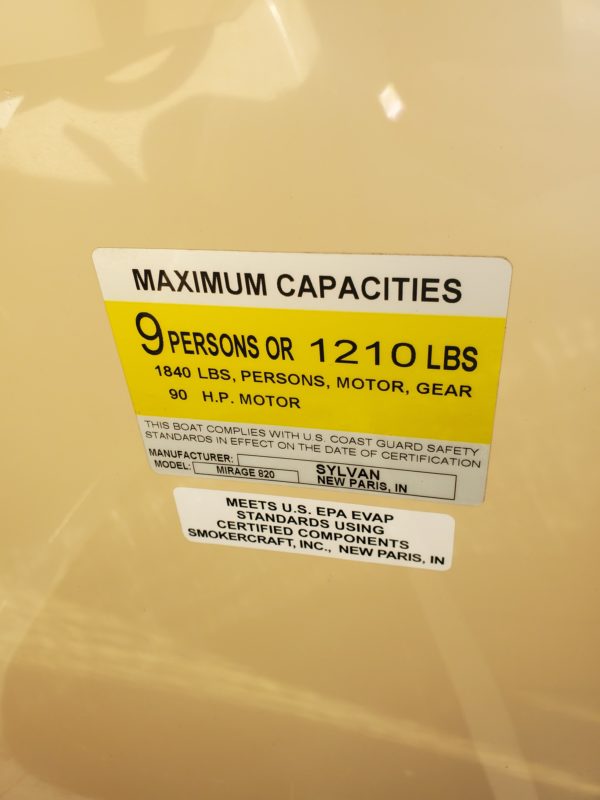 MAXIMUM CAPACITIES
9 PERSONS OR 1210 LBS
1840 LBS, PERSONS, MOTOR, GEAR
90 H.P. MOTOR
THIS BOAT COMPLIES WITH U.S. COAST GUARD SAFETY
STANDARDS IN EFFECT ON THE DATE OF CERTIFICATION
MANUFACTURER: SYLVAN
MODEL: MIRAGE 820 NEW PARIS, IN
MEETS U.S. EPA EVAP
STANDARDS USING
CERTIFIED COMPONENTS
SMOKERCRAFT, INC., NEW PARIS, IN